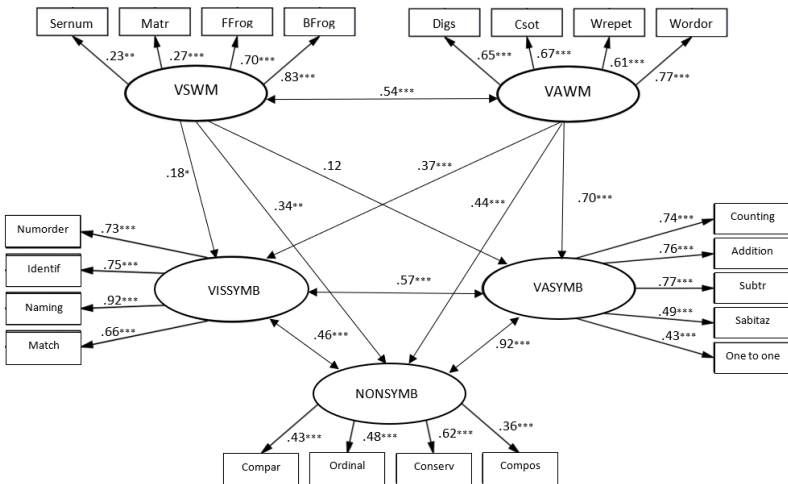 Sernum Matr FFrog BFrog Digs Csot Wrepet Wordor
.23** .27*** .70*** .83*** .65*** .67*** .61*** .77***
VSWM VAWM
.54***
.18* .34** .12 .37*** .44*** .70***
Numorder .73***
Identif .75***
Naming .92***
Match .66***
VISSYMB .57*** VASYMB
.74*** Counting
.76*** Addition
.77*** Subtr
.49*** Sabitaz
.43*** One to one
.46*** .92***
NONSYMB
.43*** .48*** .62*** .36***
Compar Ordinal Conserv Compos